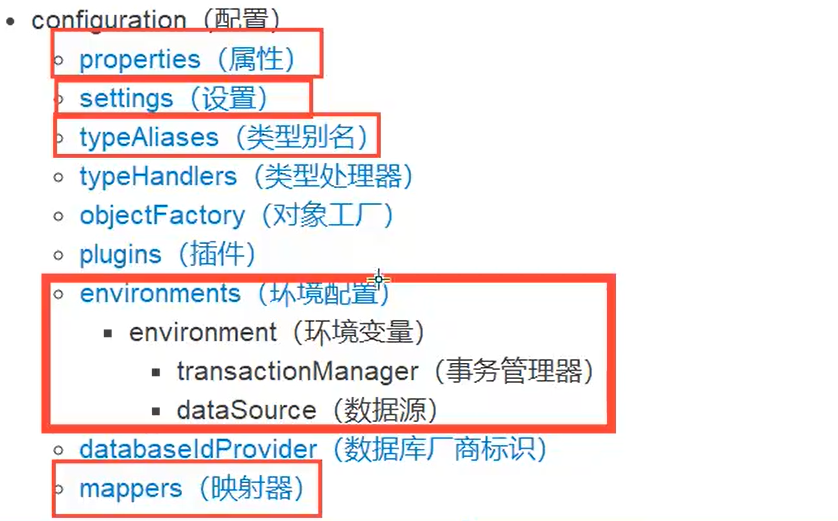 configuration（配置）
properties（属性）
settings（设置）
typeAliases（类型别名）
typeHandlers（类型处理器）
objectFactory（对象工厂）
plugins（插件）
environments（环境配置）
environment（环境变量）
transactionManager（事务管理器）
dataSource（数据源）
databaseIdProvider（数据库厂商标识）
mappers（映射器）